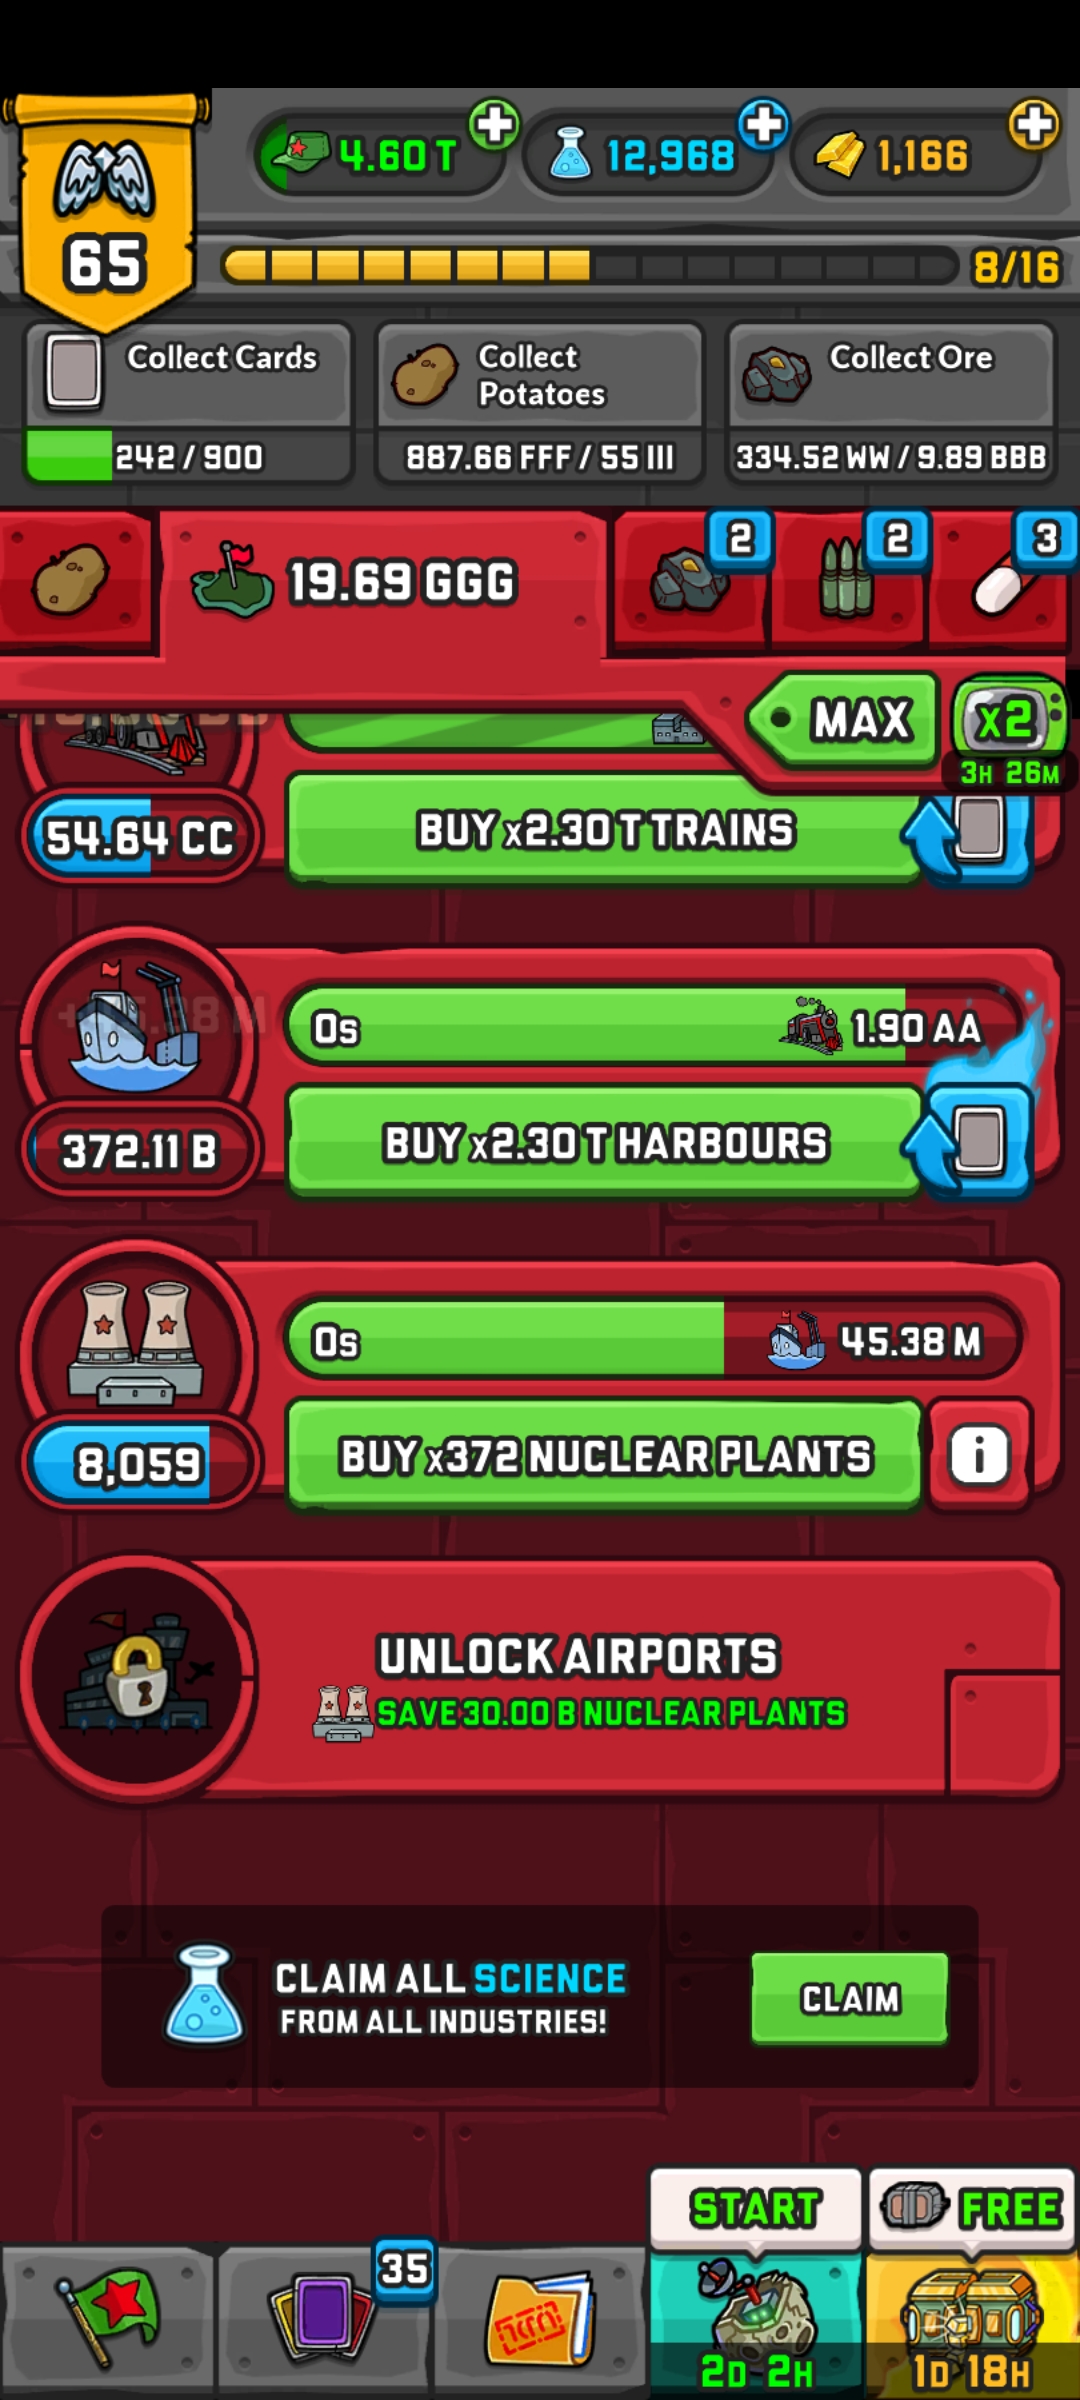 4.60 T
12,968
1,166
65
8/16
Collect Cards
242 / 900
Collect
Potatoes
887.66 FFF / 55 III
Collect Ore
334.52 WW / 9.89 BBB
19.69 GGG
2
2
3
MAX
x2
3H 26M
54.64 CC
BUY x2.30 T TRAINS
0s
1.90 AA
372.11 B
BUY x2.30 T HARBOURS
0s
45.38 M
8,059
BUY x372 NUCLEAR PLANTS
i
UNLOCK AIRPORTS
SAVE 30.00 B NUCLEAR PLANTS
CLAIM ALL SCIENCE
FROM ALL INDUSTRIES!
CLAIM
START
FREE
35
2D 2H
1D 18H